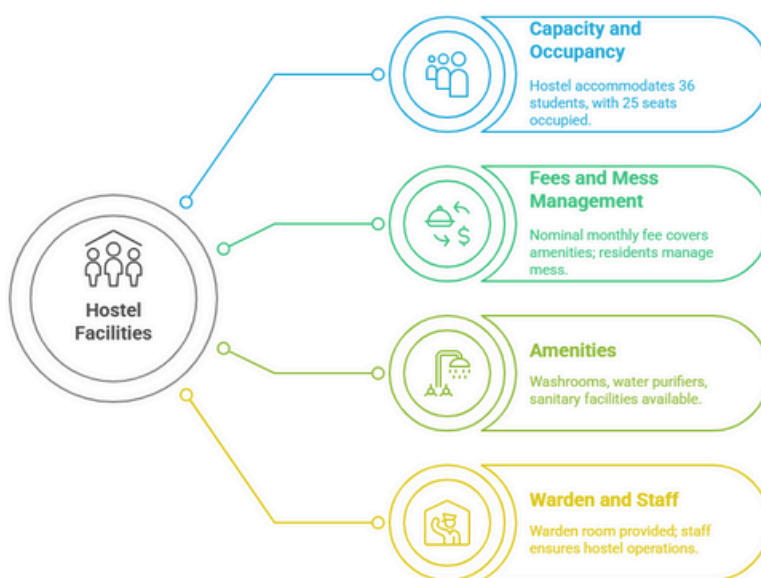 Capacity and
Occupancy
Hostel accommodates 36
students, with 25 seats
occupied.
Fees and Mess
Management
Nominal monthly fee covers
amenities; residents manage
mess.
$
Hostel
Facilities
Amenities
Washrooms, water purifiers,
sanitary facilities available.
Warden and Staff
Warden room provided; staff
ensures hostel operations.